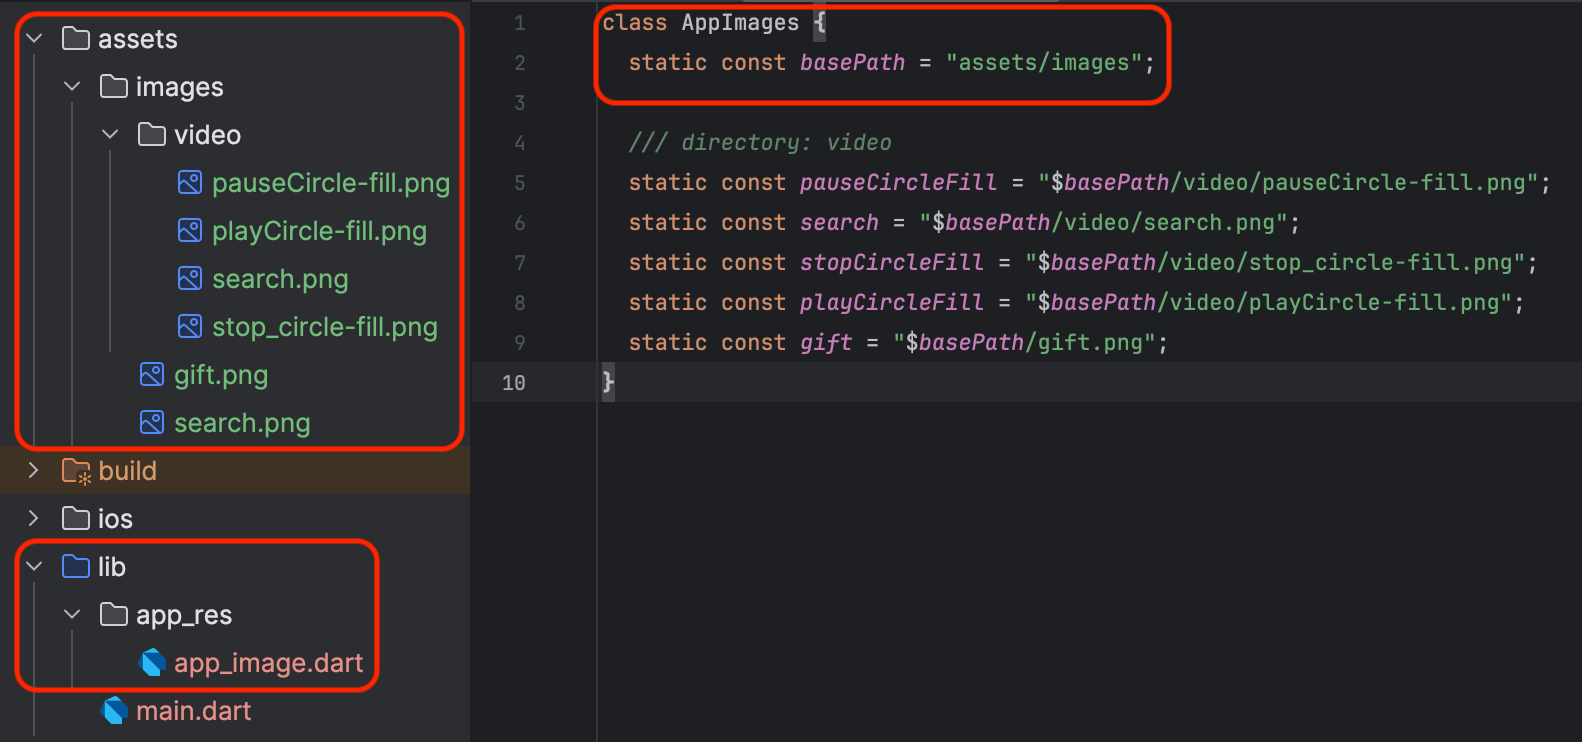 assets
images
video
pauseCircle-fill.png
playCircle-fill.png
search.png
stop_circle-fill.png
gift.png
search.png
build
ios
lib
app_res
app_image.dart
main.dart
1 class AppImages {
2 static const basePath = "assets/images";
3
4 /// directory: video
5 static const pauseCircleFill = "$basePath/video/pauseCircle-fill.png";
6 static const search = "$basePath/video/search.png";
7 static const stopCircleFill = "$basePath/video/stop_circle-fill.png";
8 static const playCircleFill = "$basePath/video/playCircle-fill.png";
9 static const gift = "$basePath/gift.png";
10 }